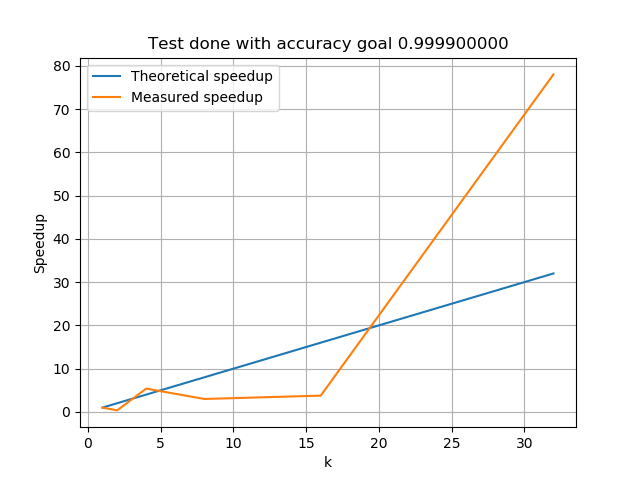 Test done with accuracy goal 0.999900000
Theoretical speedup
Measured speedup
Speedup
80
70
60
50
40
30
20
10
0
0 5 10 15 20 25 30
k